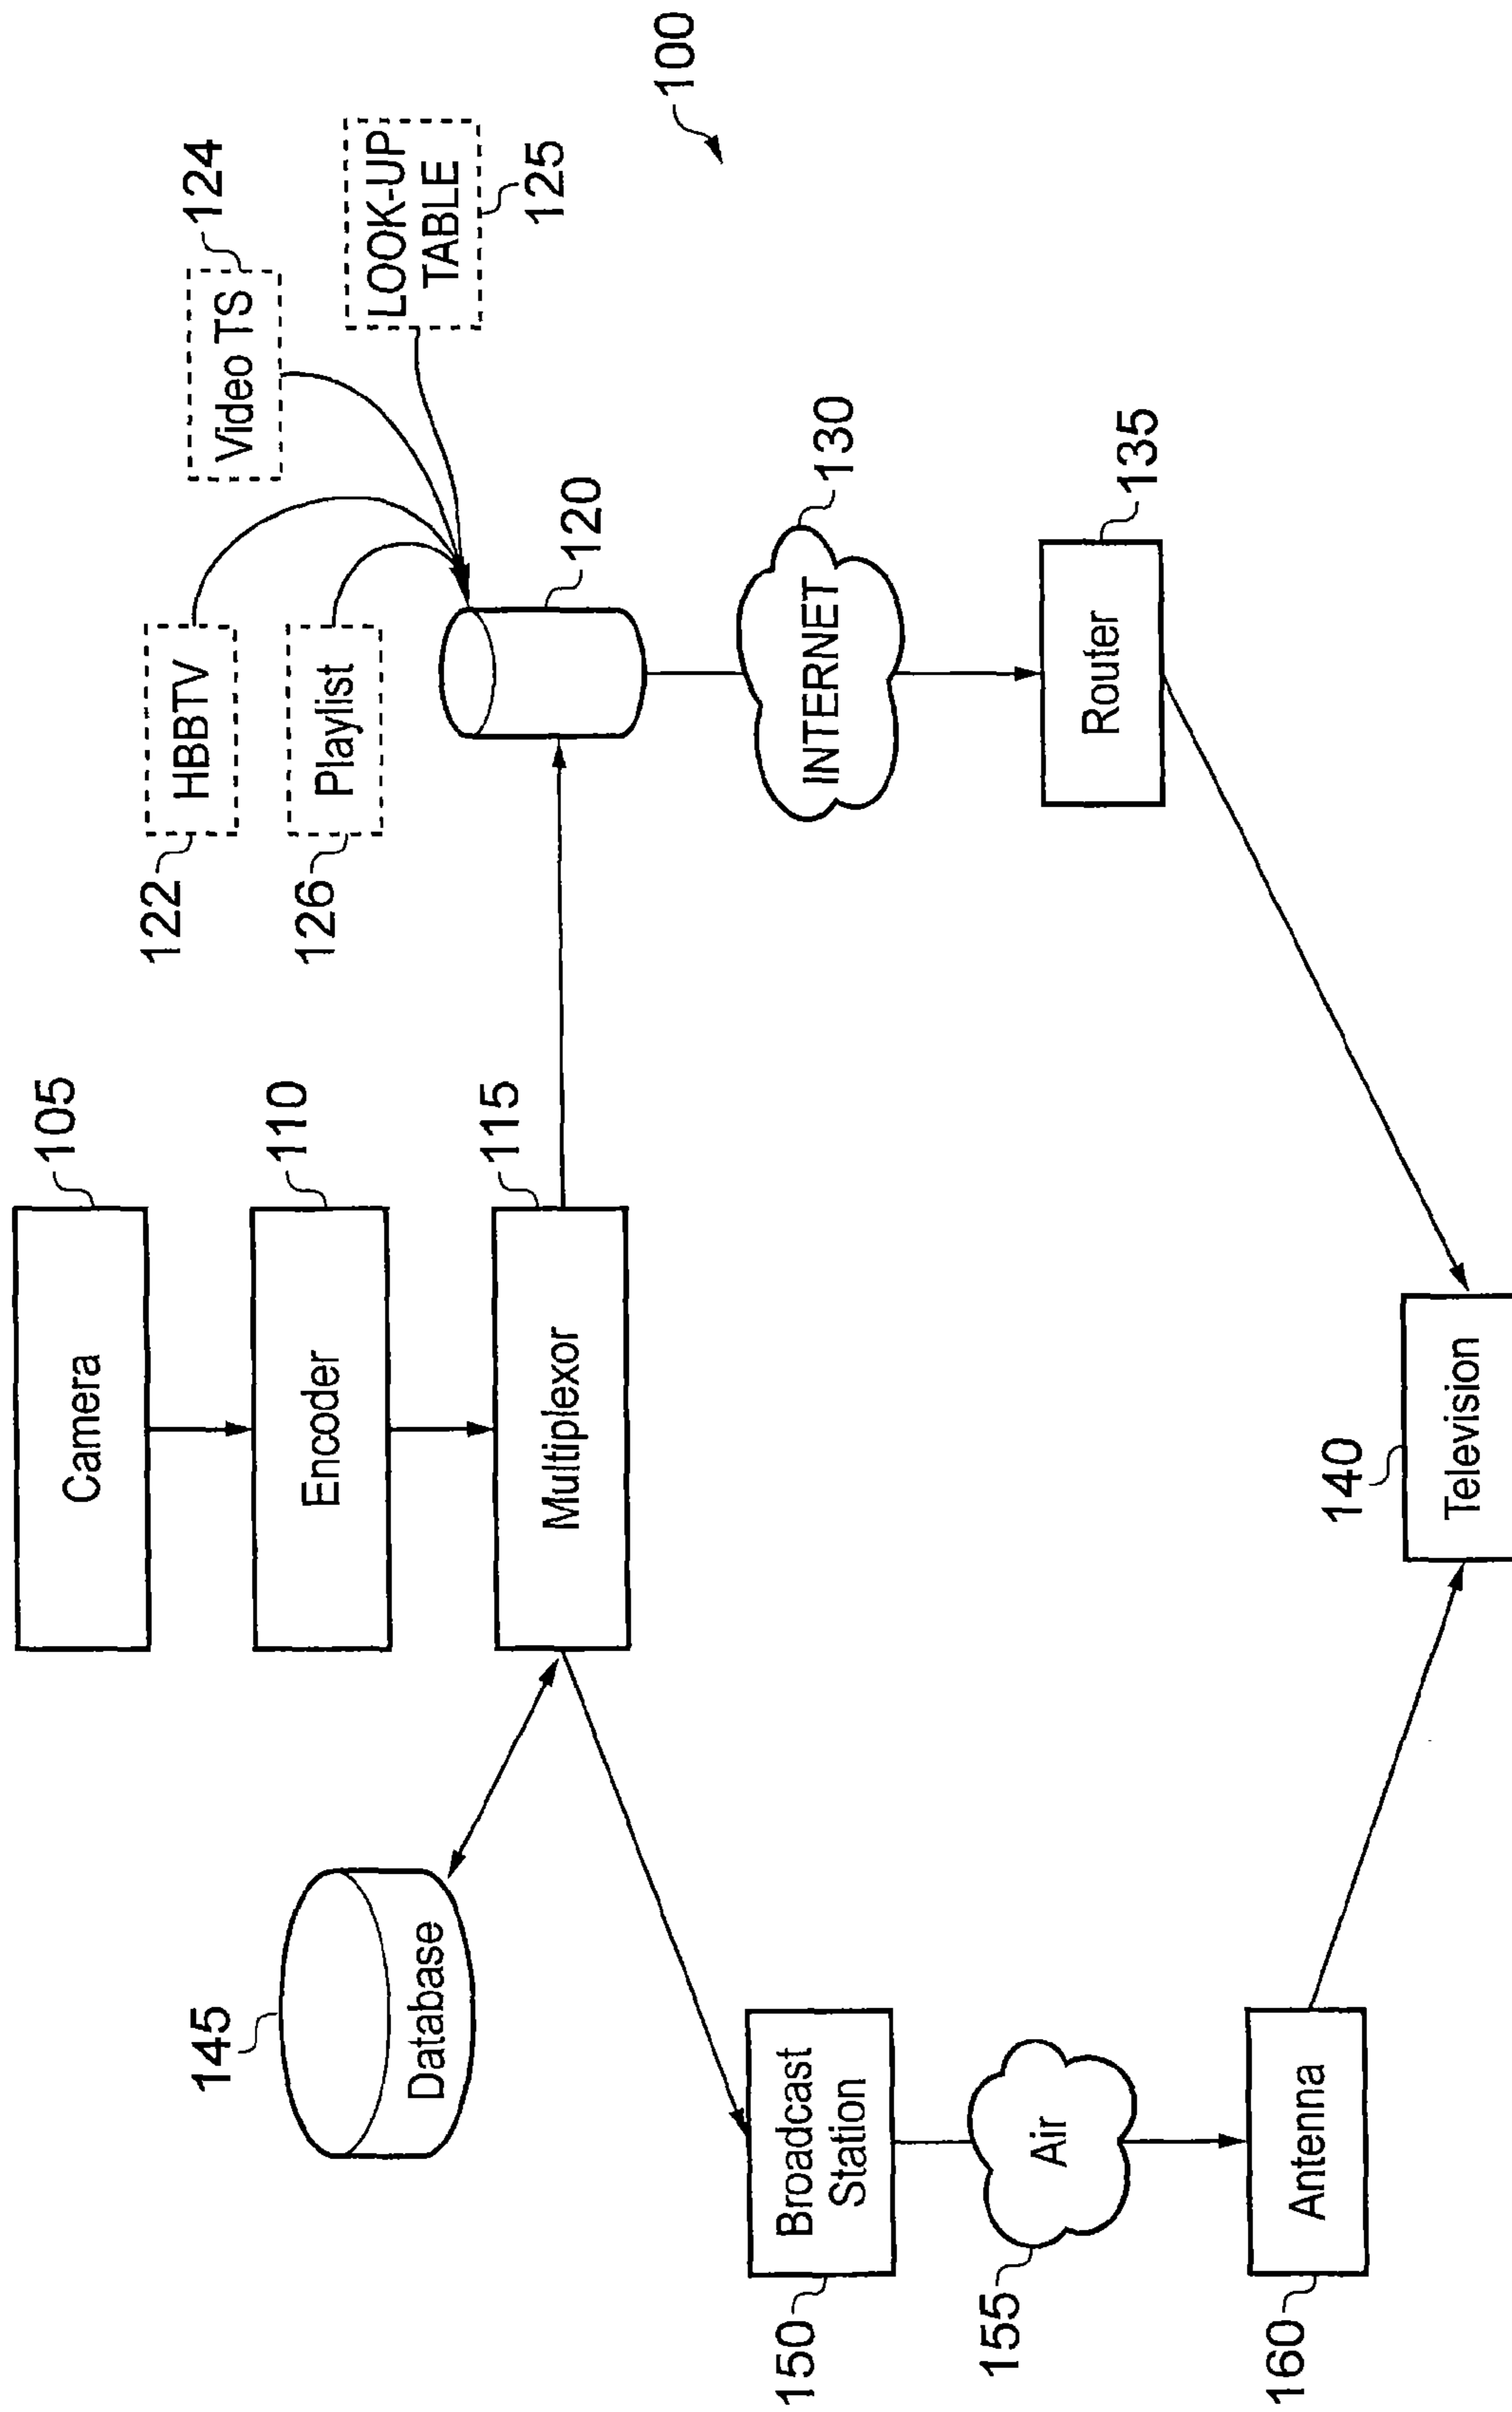 105
Camera
110
Encoder
115
Multiplexor
145
Database
122
HBBTV
124
Video TS
126
Playlist
LOOK-UP
TABLE
125
120
100
130
INTERNET
135
Router
150
Broadcast
Station
155
Air
160
Antenna
140
Television